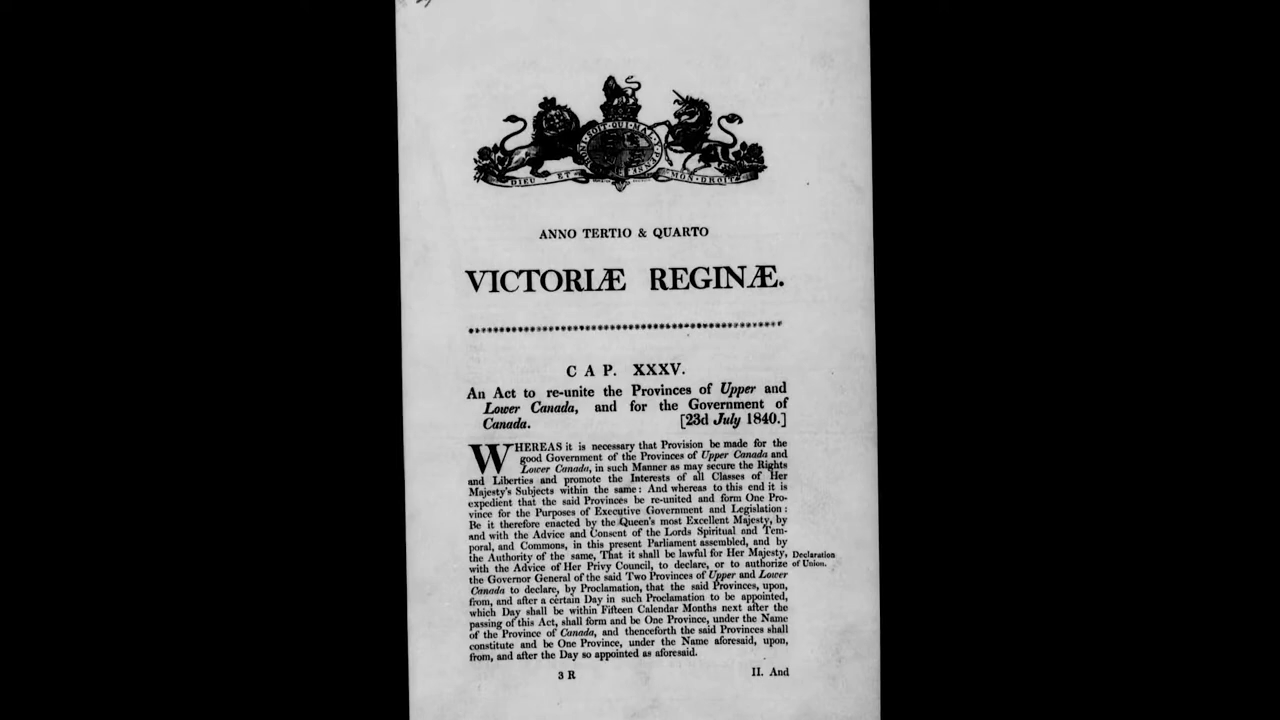 HONI·SOIT·QUI·MAL·Y·PENSE
DIEU · ET
MON·DROIT
ANNO TERTIO & QUARTO
VICTORIÆ REGINÆ.
CAP. XXXV.
An Act to re-unite the Provinces of Upper and
Lower Canada, and for the Government of
Canada. [23d July 1840.]
WHEREAS it is necessary that Provision be made for the
good Government of the Provinces of Upper Canada and
Lower Canada, in such Manner as may secure the Rights
and Liberties and promote the Interests of all Classes of Her
Majesty's Subjects within the same: And whereas to this end it is
expedient that the said Provinces be re-united and form One Pro-
vince for the Purposes of Executive Government and Legislation:
Be it therefore enacted by the Queen's most Excellent Majesty, by
and with the Advice and Consent of the Lords Spiritual and Tem-
poral, and Commons, in this present Parliament assembled, and by
the Authority of the same, That it shall be lawful for Her Majesty,
with the Advice of Her Privy Council, to declare, or to authorize
the Governor General of the said Two Provinces of Upper and Lower
Canada to declare, by Proclamation, that the said Provinces, upon,
from, and after a certain Day in such Proclamation to be appointed,
which Day shall be within Fifteen Calendar Months next after the
passing of this Act, shall form and be One Province, under the Name
of the Province of Canada, and thenceforth the said Provinces shall
constitute and be One Province, under the Name aforesaid, upon,
from, and after the Day so appointed as aforesaid.
Declaration
of Union.
3 R
II. And